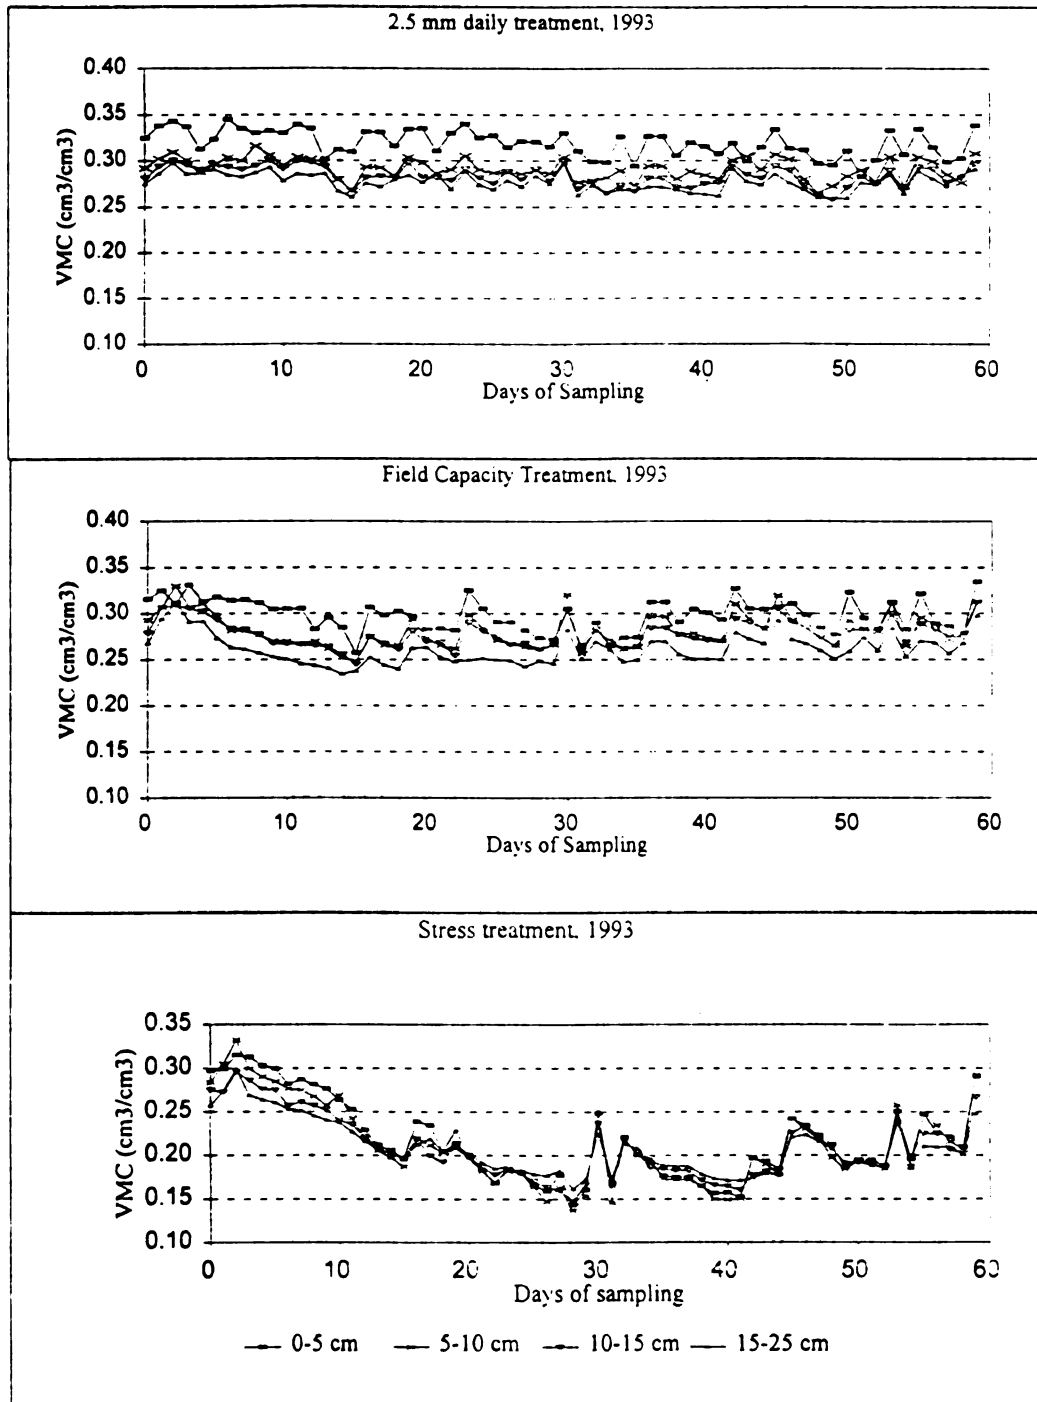 2.5 mm daily treatment, 1993
VMC (cm3/cm3)
0.40
0.35
0.30
0.25
0.20
0.15
0.10
0 10 20 30 40 50 60
Days of Sampling
Field Capacity Treatment. 1993
VMC (cm3/cm3)
0.40
0.35
0.30
0.25
0.20
0.15
0.10
0 10 20 30 40 50 60
Days of Sampling
Stress treatment. 1993
VMC (cm3/cm3)
0.35
0.30
0.25
0.20
0.15
0.10
0 10 20 30 40 50 60
Days of sampling
0-5 cm 5-10 cm 10-15 cm 15-25 cm